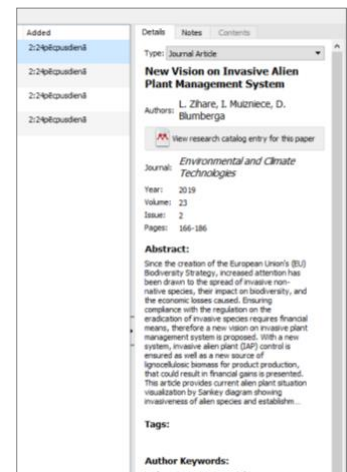 Added
2:24pēcpusdienā
2:24pēcpusdienā
2:24pēcpusdienā
2:24pēcpusdienā
Details Notes Contents
Type: Journal Article
New Vision on Invasive Alien
Plant Management System
Authors: L. Zihare, I. Muizniece, D.
Blumberga
View research catalog entry for this paper
Journal: Environmental and Climate
Technologies
Year: 2019
Volume: 23
Issue: 2
Pages: 166-186
Abstract:
Since the creation of the European Union's (EU)
Biodiversity Strategy, increased attention has
been drawn to the spread of invasive non-
native species, their impact on biodiversity, and
the economic losses caused. Ensuring
compliance with the regulation on the
eradication of invasive species requires financial
means, therefore a new vision on invasive plant
management system is proposed. With a new
system, invasive alien plant (IAP) control is
ensured as well as a new source of
lignocellulosic biomass for product production,
that could result in financial gains is presented.
This article provides current alien plant situation
visualization by Sankey diagram showing
invasiveness of alien species and establishm...
Tags:
Author Keywords: